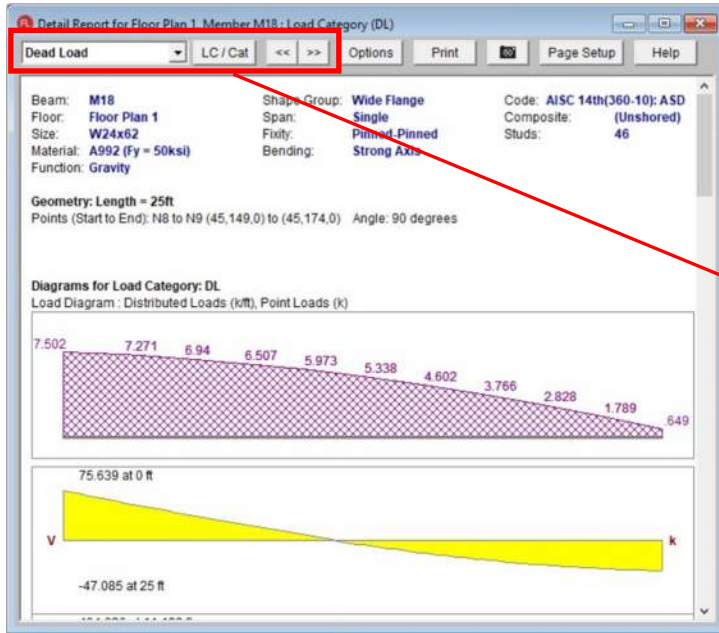 Detail Report for Floor Plan 1, Member M18 : Load Category (DL)
Dead Load LC / Cat << >> Options Print Page Setup Help
Beam: M18 Shape Group: Wide Flange Code: AISC 14th(360-10): ASD
Floor: Floor Plan 1 Span: Single Composite: (Unshored)
Size: W24x62 Fixity: Pinned-Pinned Studs: 46
Material: A992 (Fy = 50ksi) Bending: Strong Axis
Function: Gravity
Geometry: Length = 25ft
Points (Start to End): N8 to N9 (45,149,0) to (45,174,0) Angle: 90 degrees
Diagrams for Load Category: DL
Load Diagram : Distributed Loads (k/ft), Point Loads (k)
7.502 7.271 6.94 6.507 5.973 5.338 4.602 3.766 2.828 1.789 .649
75.639 at 0 ft
V k
-47.085 at 25 ft